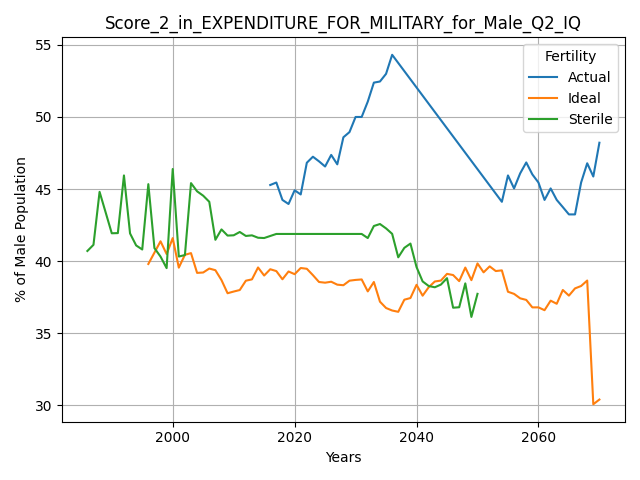 Score_2_in_EXPENDITURE_FOR_MILITARY_for_Male_Q2_IQ
Fertility
Actual
Ideal
Sterile
% of Male Population
55
50
45
40
35
30
2000
2020
2040
2060
Years